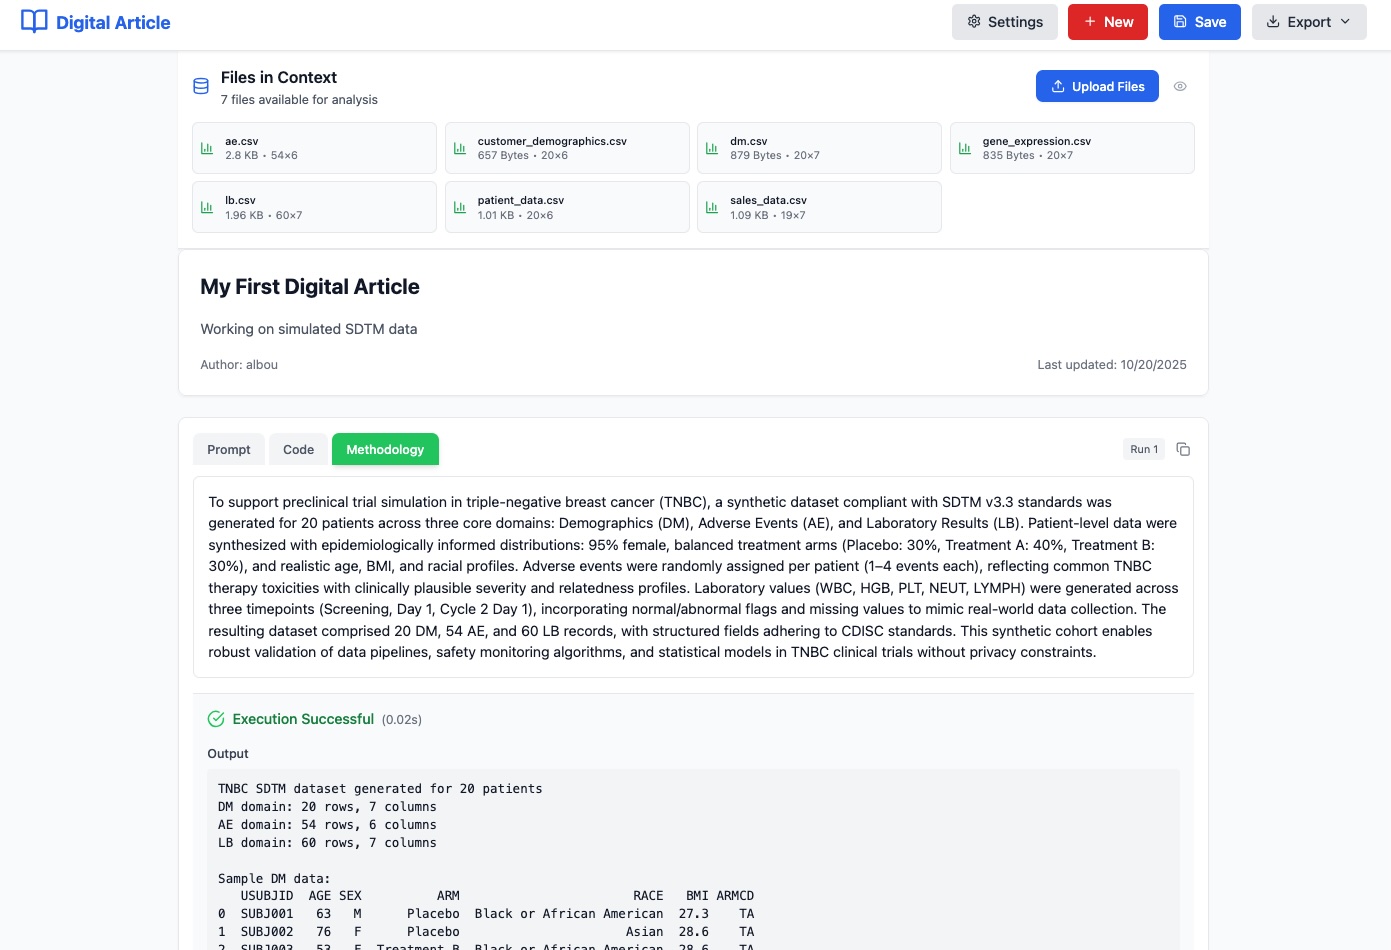 Digital Article
Settings
New
Save
Export
Files in Context
7 files available for analysis
Upload Files
ae.csv
2.8 KB • 54×6
customer_demographics.csv
657 Bytes • 20×6
dm.csv
879 Bytes • 20×7
gene_expression.csv
835 Bytes • 20×7
lb.csv
1.96 KB • 60×7
patient_data.csv
1.01 KB • 20×6
sales_data.csv
1.09 KB • 19×7
My First Digital Article
Working on simulated SDTM data
Author: albou
Last updated: 10/20/2025
Prompt
Code
Methodology
Run 1
To support preclinical trial simulation in triple-negative breast cancer (TNBC), a synthetic dataset compliant with SDTM v3.3 standards was
generated for 20 patients across three core domains: Demographics (DM), Adverse Events (AE), and Laboratory Results (LB). Patient-level data were
synthesized with epidemiologically informed distributions: 95% female, balanced treatment arms (Placebo: 30%, Treatment A: 40%, Treatment B:
30%), and realistic age, BMI, and racial profiles. Adverse events were randomly assigned per patient (1–4 events each), reflecting common TNBC
therapy toxicities with clinically plausible severity and relatedness profiles. Laboratory values (WBC, HGB, PLT, NEUT, LYMPH) were generated across
three timepoints (Screening, Day 1, Cycle 2 Day 1), incorporating normal/abnormal flags and missing values to mimic real-world data collection. The
resulting dataset comprised 20 DM, 54 AE, and 60 LB records, with structured fields adhering to CDISC standards. This synthetic cohort enables
robust validation of data pipelines, safety monitoring algorithms, and statistical models in TNBC clinical trials without privacy constraints.
Execution Successful (0.02s)
Output
TNBC SDTM dataset generated for 20 patients
DM domain: 20 rows, 7 columns
AE domain: 54 rows, 6 columns
LB domain: 60 rows, 7 columns
Sample DM data:
USUBJID AGE SEX ARM RACE BMI ARMCD
0 SUBJ001 63 M Placebo Black or African American 27.3 TA
1 SUBJ002 76 F Placebo Asian 28.6 TA
2 SUBJ003 53 F Treatment B Black or African American 28.6 TA